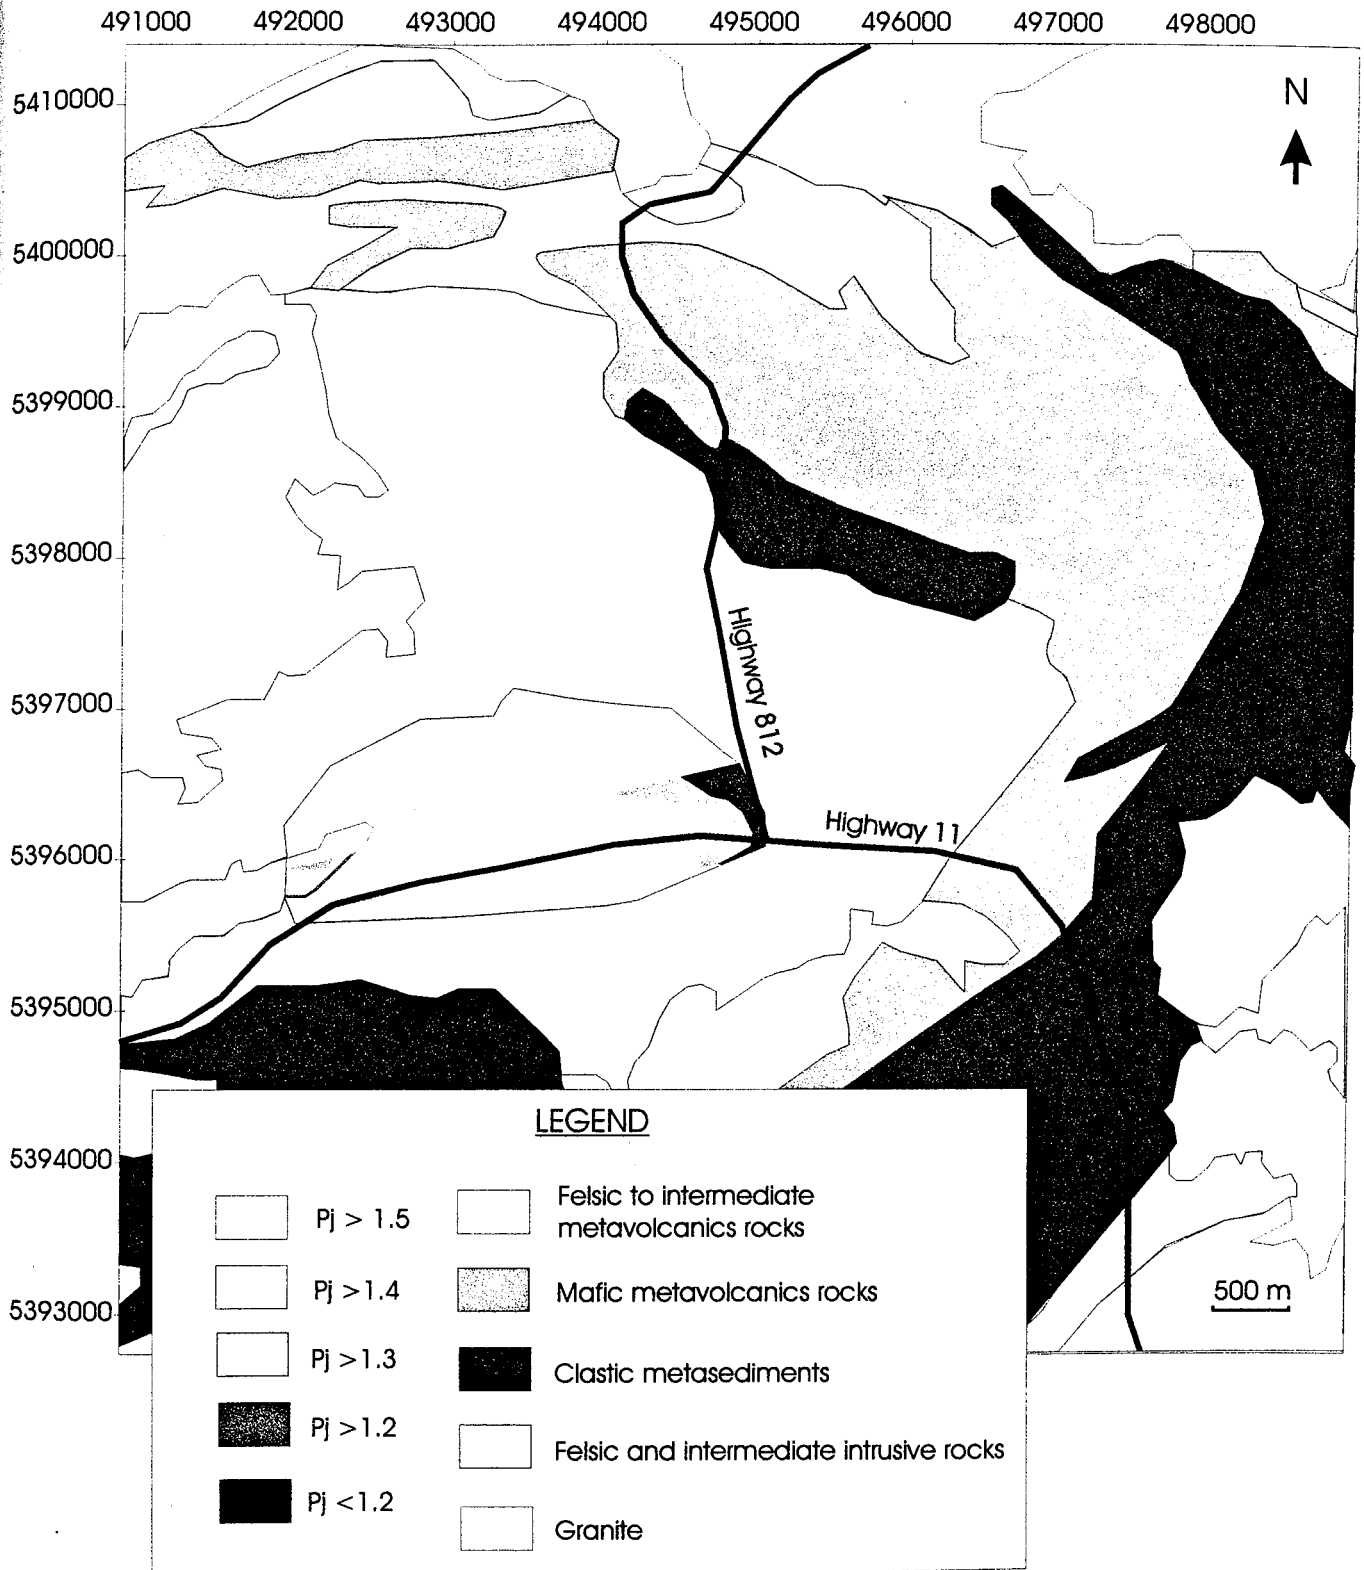 491000 492000 493000 494000 495000 496000 497000 498000
N
5410000
5400000
5399000
5398000
5397000
5396000
5395000
5394000
5393000
Highway 812
Highway 11
500 m
LEGEND
Pj > 1.5
Pj >1.4
Pj >1.3
Pj >1.2
Pj <1.2
Felsic to intermediate
metavolcanics rocks
Mafic metavolcanics rocks
Clastic metasediments
Felsic and intermediate intrusive rocks
Granite